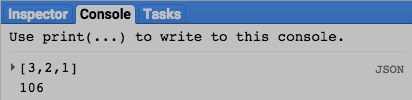 Inspector Console Tasks
Use print(...) to write to this console.
[3,2,1] JSON
106